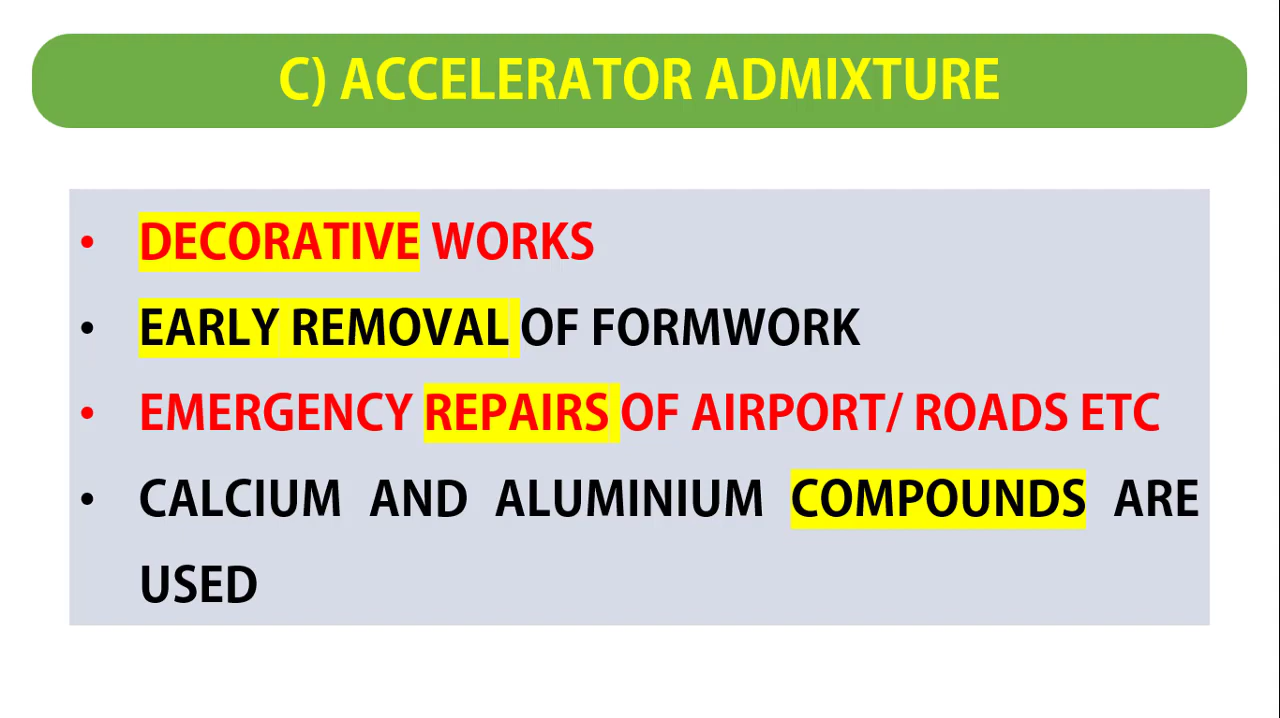 C) ACCELERATOR ADMIXTURE
• DECORATIVE WORKS
• EARLY REMOVAL OF FORMWORK
• EMERGENCY REPAIRS OF AIRPORT/ ROADS ETC
• CALCIUM AND ALUMINIUM COMPOUNDS ARE
USED